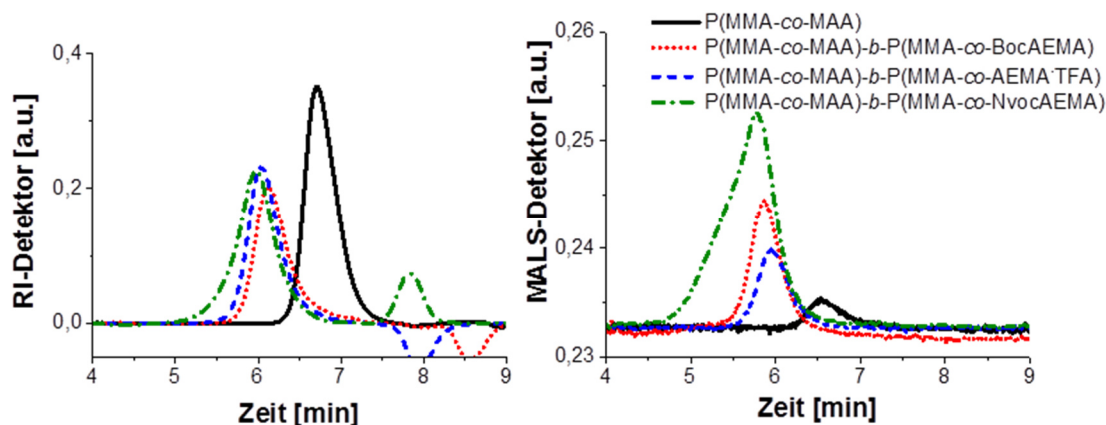 RI-Detektor [a.u.]
0,4
0,2
0,0
4 5 6 7 8 9
Zeit [min]
MALS-Detektor [a.u.]
0,26
0,25
0,24
0,23
4 5 6 7 8 9
Zeit [min]
P(MMA-co-MAA)
P(MMA-co-MAA)-b-P(MMA-co-BocAEMA)
P(MMA-co-MAA)-b-P(MMA-co-AEMA·TFA)
P(MMA-co-MAA)-b-P(MMA-co-NvocAEMA)